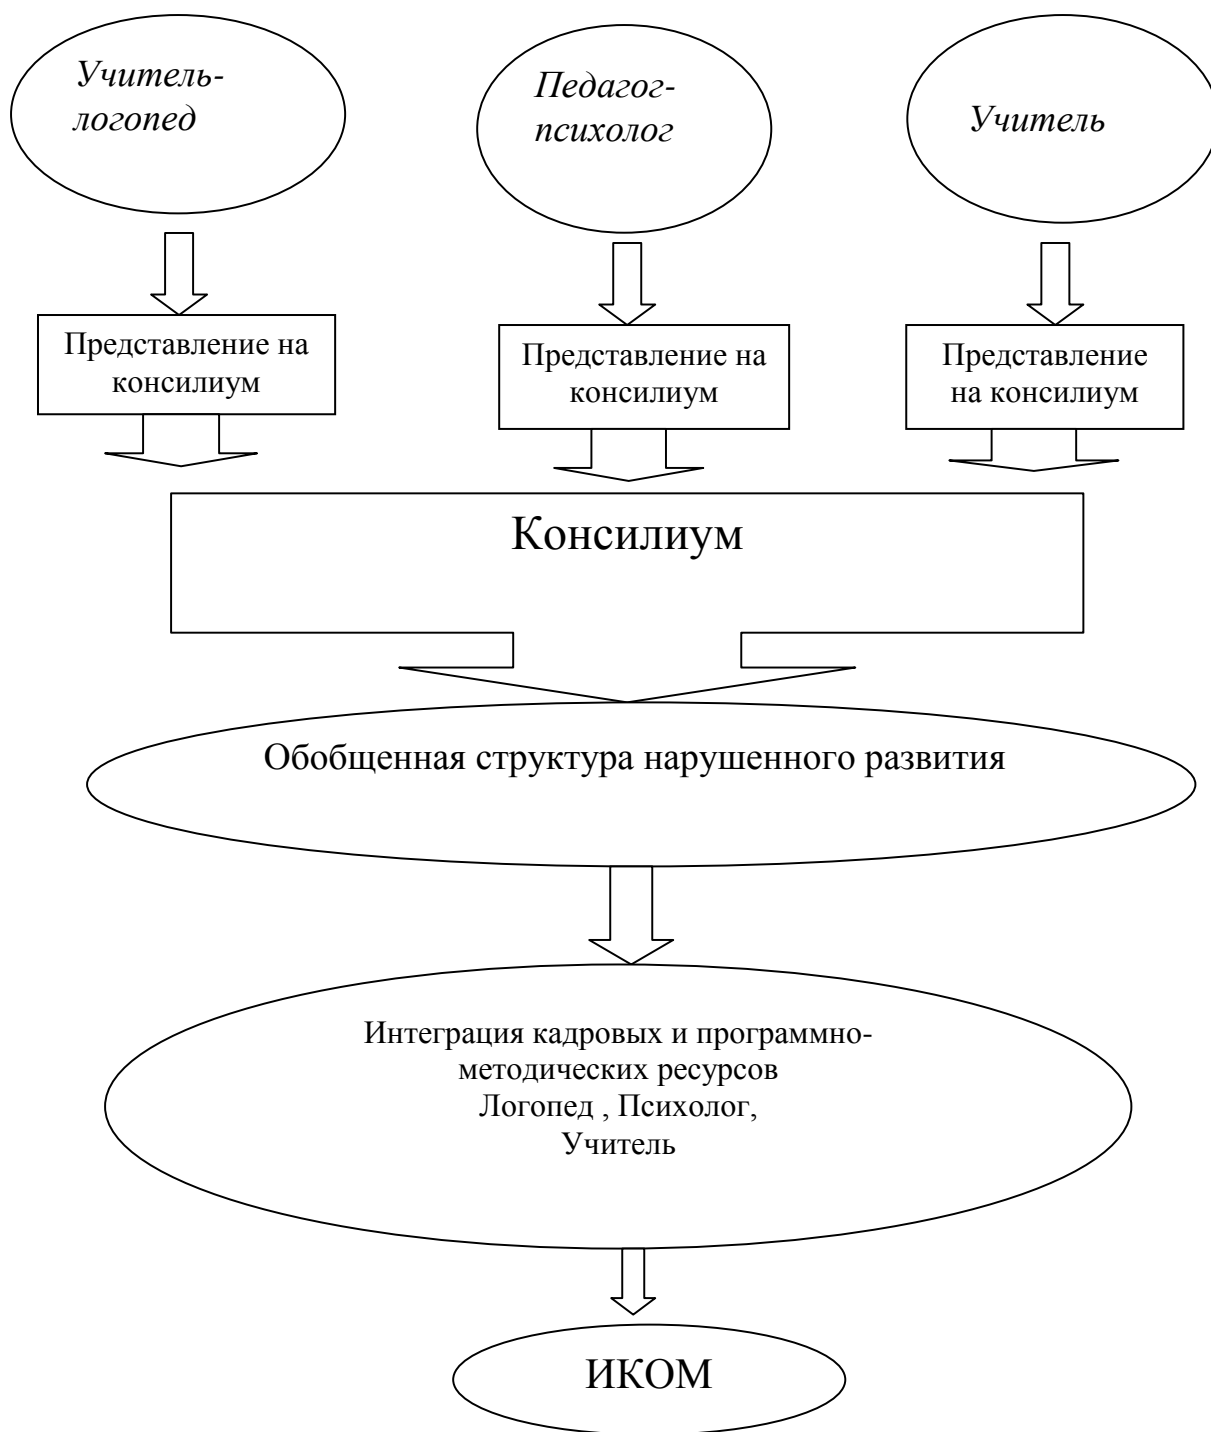 Учитель-
логопед
Педагог-
психолог
Учитель
Представление на
консилиум
Представление на
консилиум
Представление
на консилиум
Консилиум
Обобщенная структура нарушенного развития
Интеграция кадровых и программно-
методических ресурсов
Логопед , Психолог,
Учитель
ИКОМ